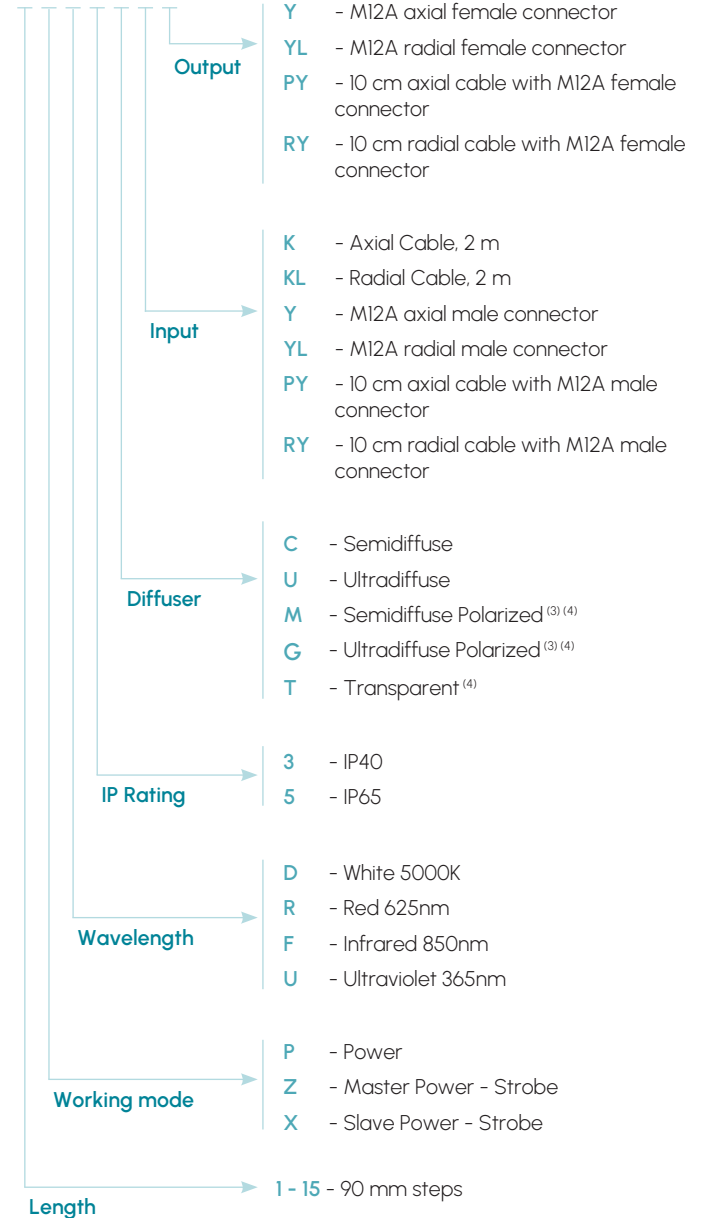 Y - M12A axial female connector
YL - M12A radial female connector
Output
PY - 10 cm axial cable with M12A female
connector
RY - 10 cm radial cable with M12A female
connector
K - Axial Cable, 2 m
KL - Radial Cable, 2 m
Y - M12A axial male connector
Input
YL - M12A radial male connector
PY - 10 cm axial cable with M12A male
connector
RY - 10 cm radial cable with M12A male
connector
C - Semidiffuse
U - Ultradiffuse
Diffuser
M - Semidiffuse Polarized (3) (4)
G - Ultradiffuse Polarized (3) (4)
T - Transparent (4)
3 - IP40
IP Rating
5 - IP65
D - White 5000K
R - Red 625nm
Wavelength
F - Infrared 850nm
U - Ultraviolet 365nm
P - Power
Z - Master Power - Strobe
Working mode
X - Slave Power - Strobe
1 - 15 - 90 mm steps
Length